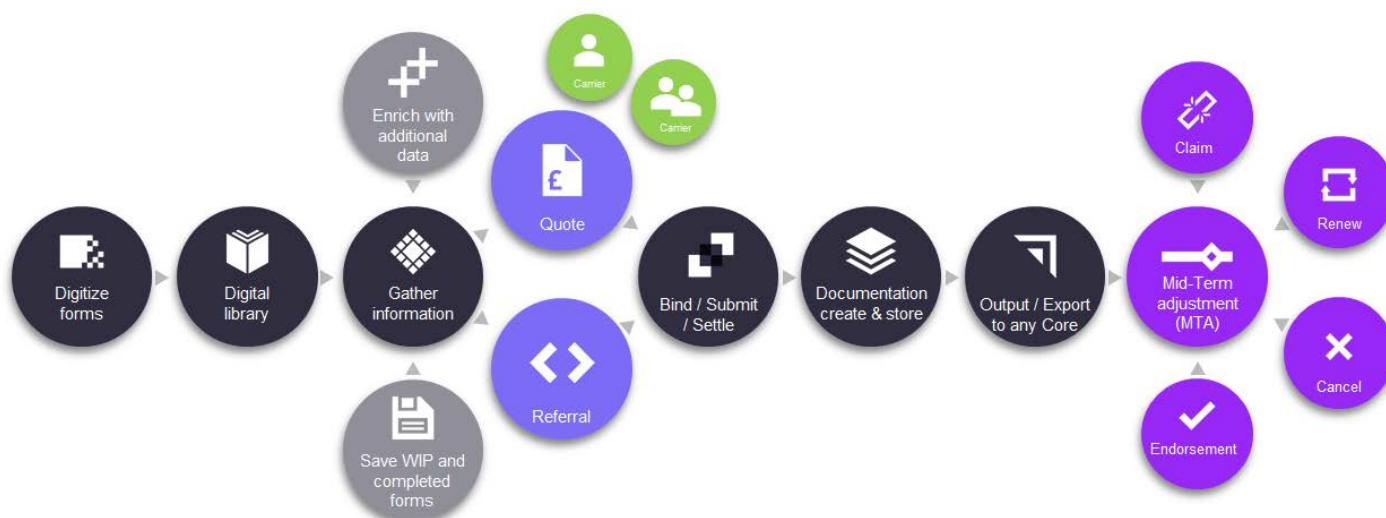 Digitize
forms
Digital
library
Enrich with
additional
data
Gather
information
Save WIP and
completed
forms
Carrier
Carrier
£
Quote
Referral
Bind / Submit
/ Settle
Documentation
create & store
Output / Export
to any Core
Claim
Mid-Term
adjustment
(MTA)
Endorsement
Renew
Cancel